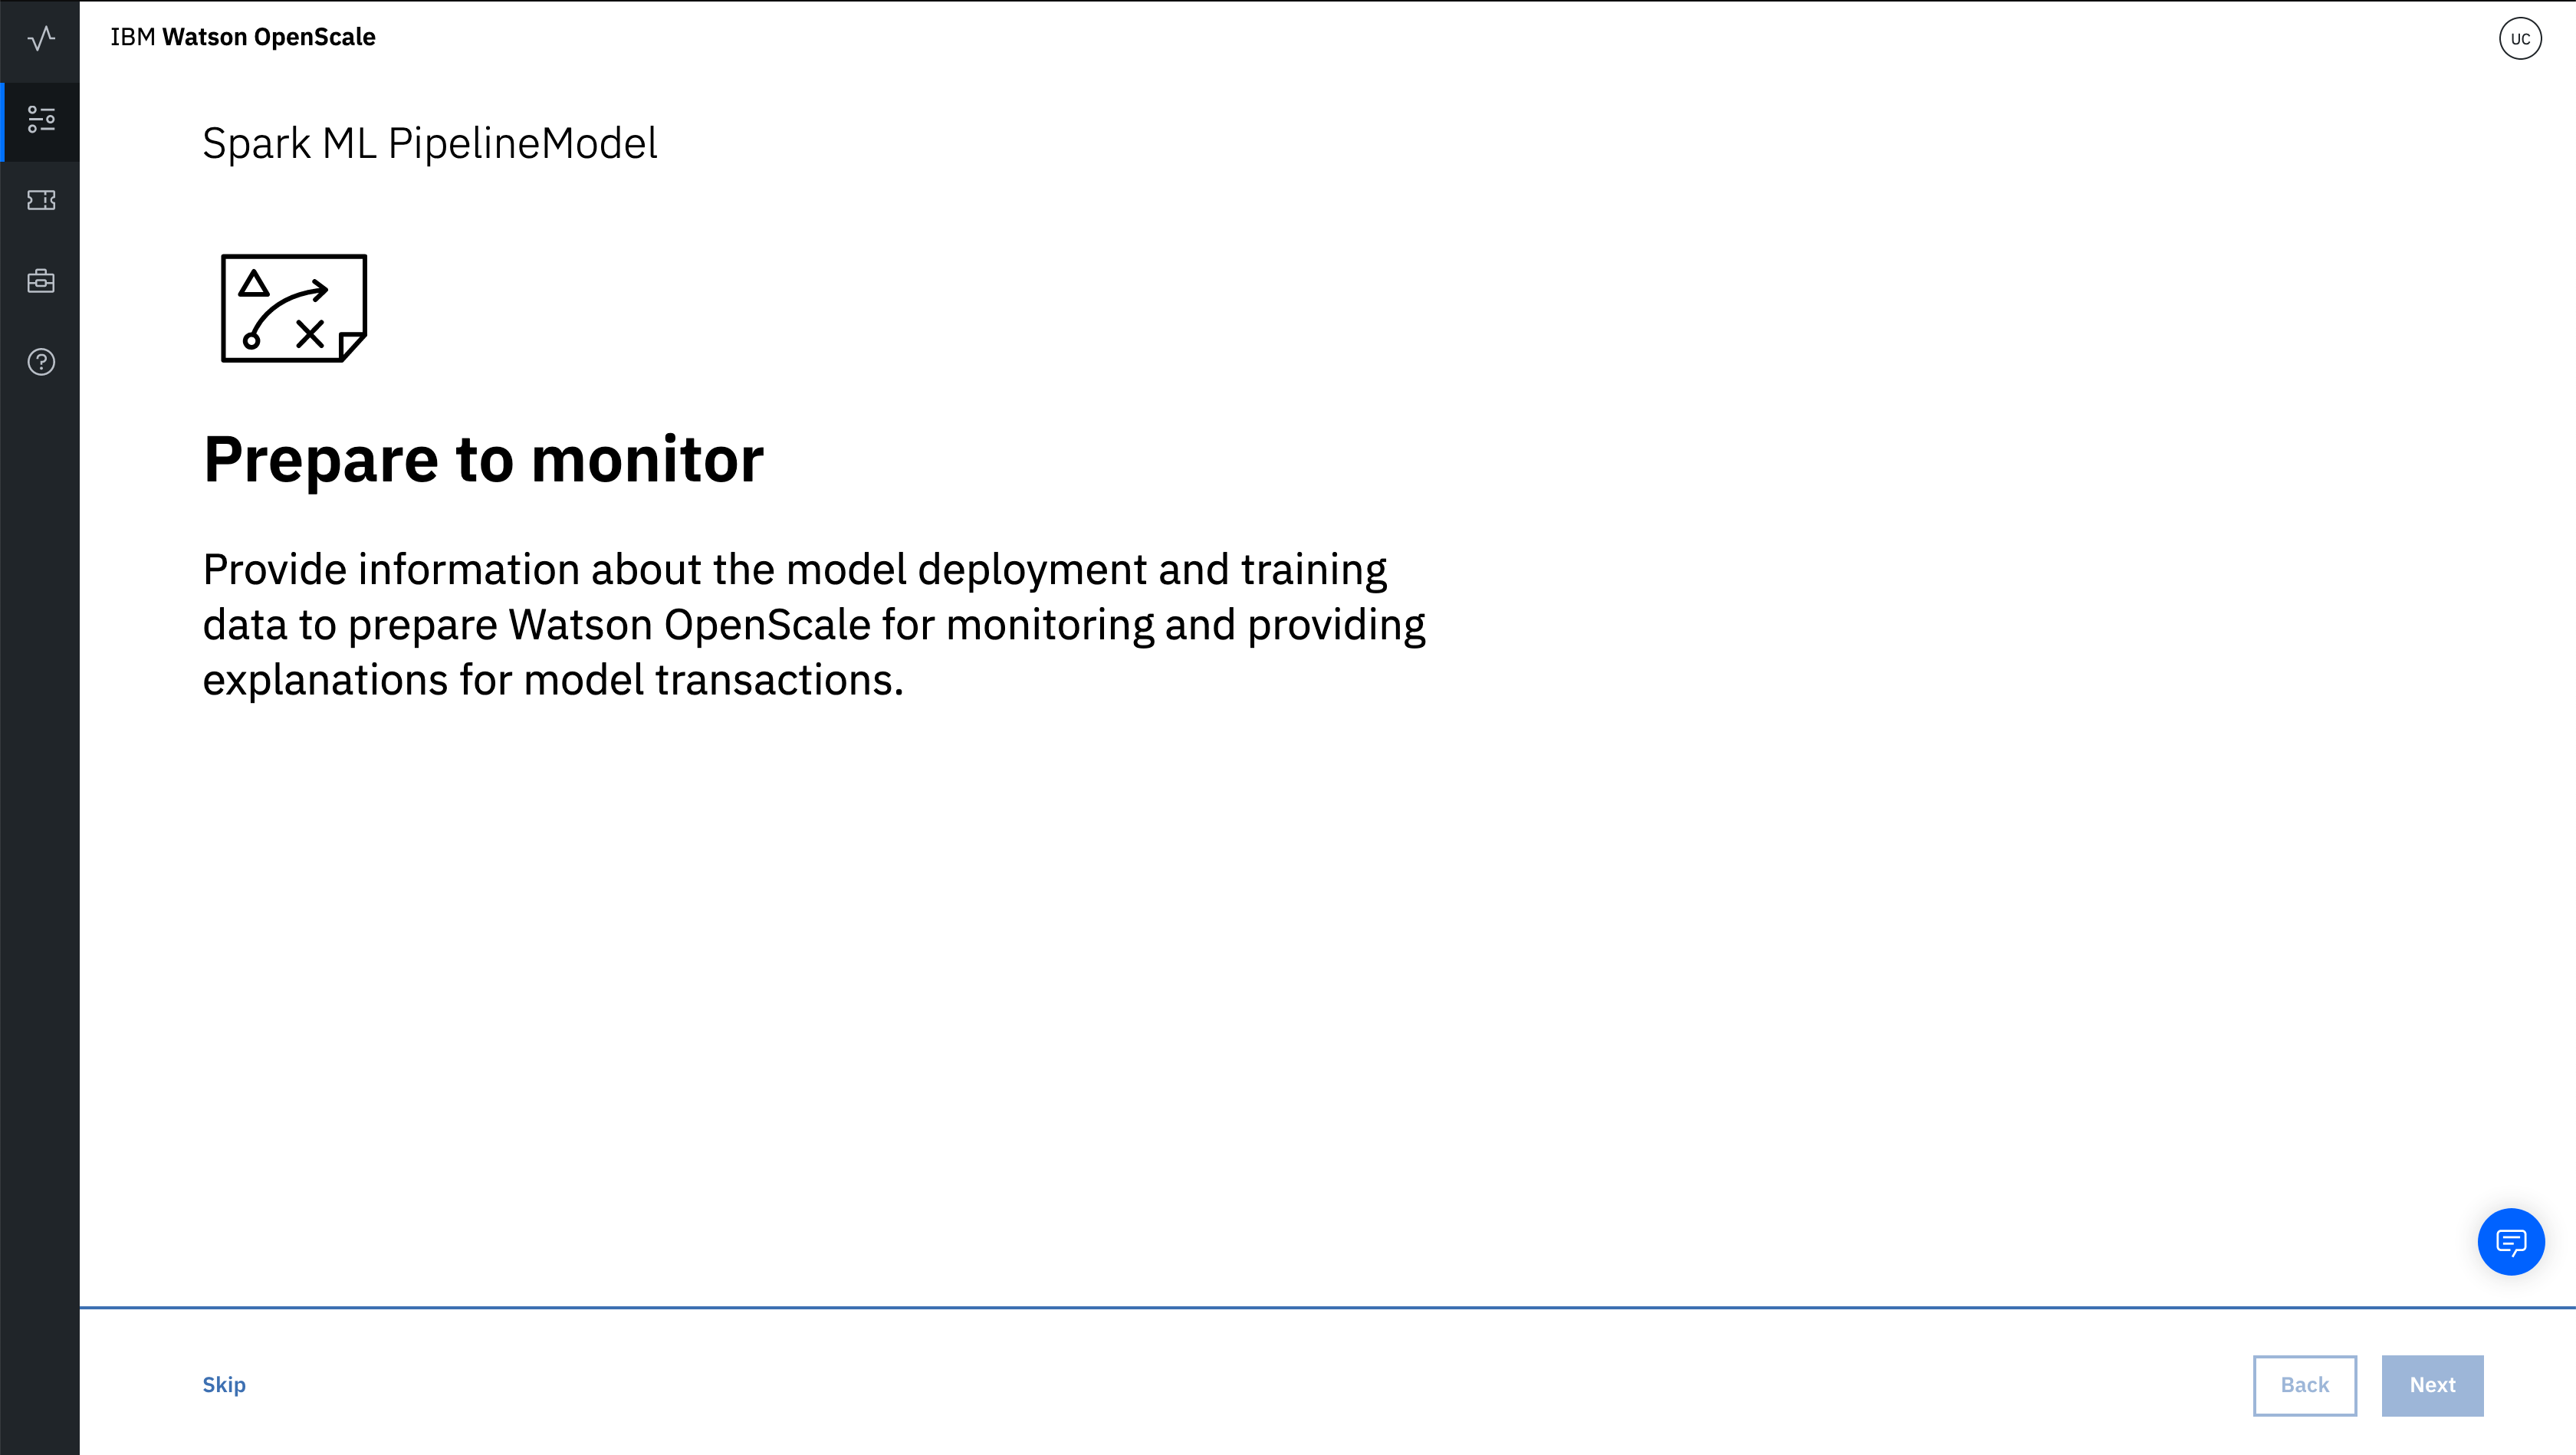 IBM Watson OpenScale
UC
Spark ML PipelineModel
Prepare to monitor
Provide information about the model deployment and training
data to prepare Watson OpenScale for monitoring and providing
explanations for model transactions.
Skip
Back
Next